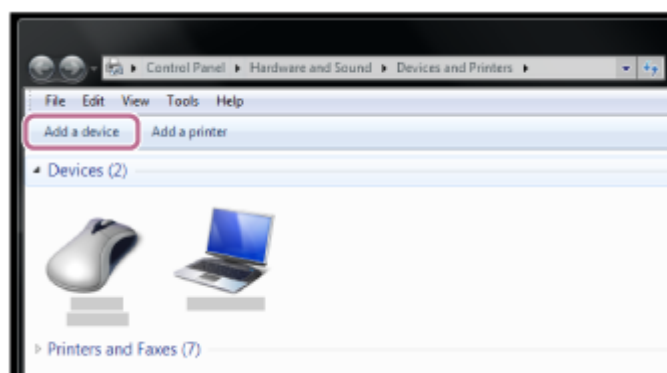 Control Panel ▸ Hardware and Sound ▸ Devices and Printers ▸
File Edit View Tools Help
Add a device Add a printer
Devices (2)
Printers and Faxes (7)